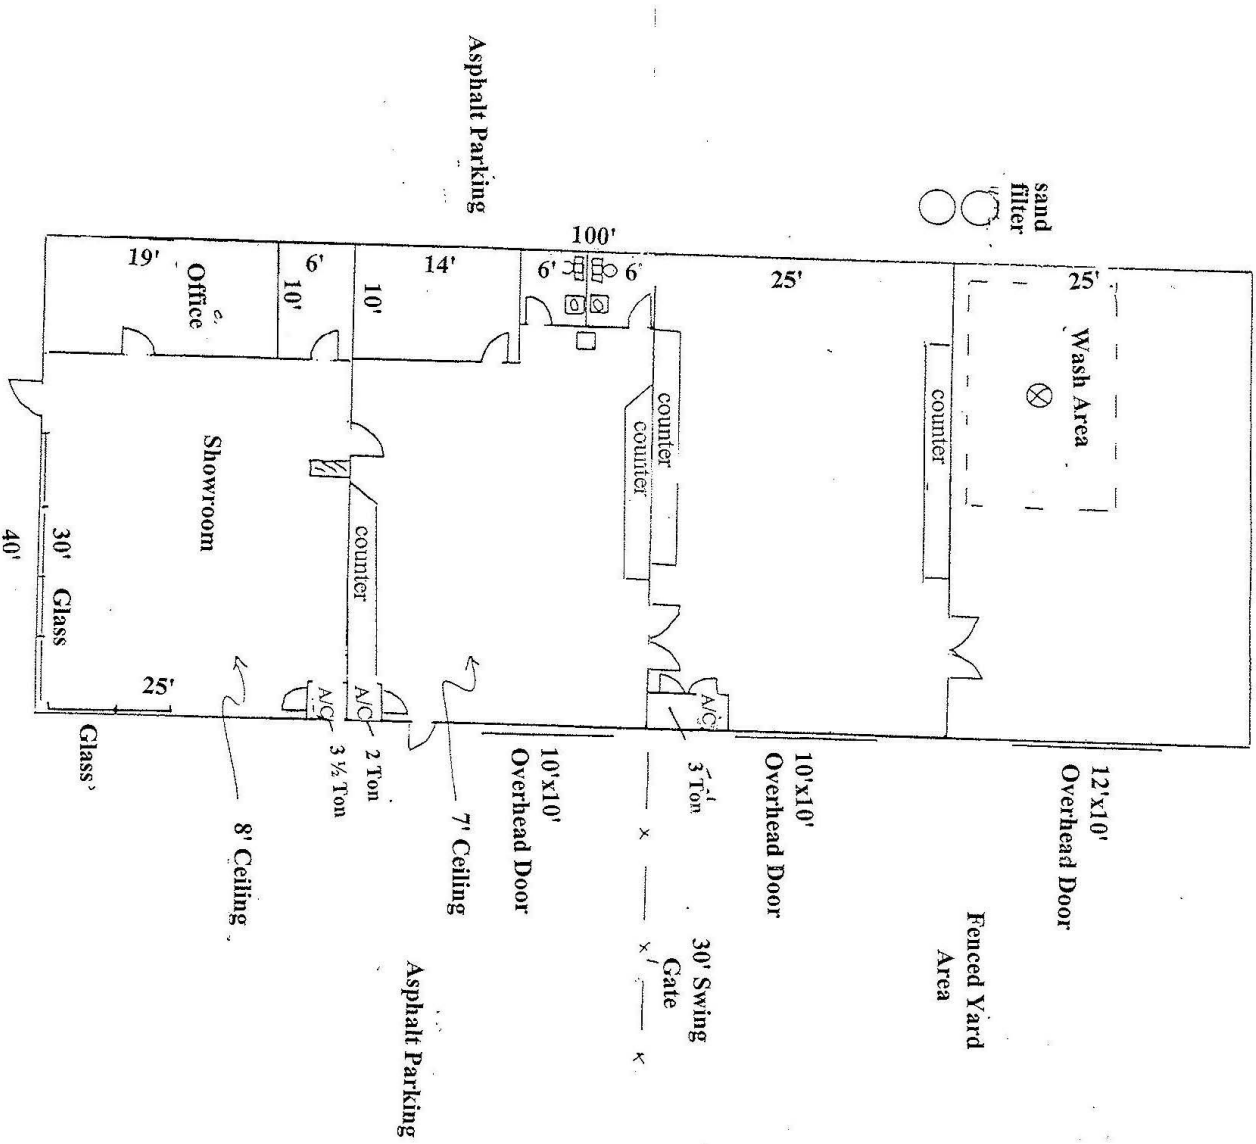 Asphalt Parking
sand
filter
100'
19'
Office
6'
10'
14'
10'
6'
6'
25'
25'
Wash Area
Showroom
counter
counter
counter
counter
30' Glass
40'
25'
Glass
A/C
3 ½ Ton
A/C
2 Ton
A/C
3 Ton
8' Ceiling
7' Ceiling
10'x10'
Overhead Door
10'x10'
Overhead Door
12'x10'
Overhead Door
30' Swing
Gate
Fenced Yard
Area
Asphalt Parking